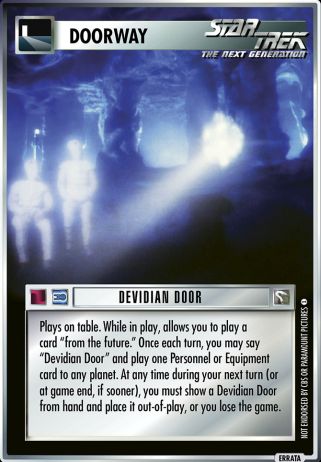 DOORWAY
STAR TREK
THE NEXT GENERATION
DEVIDIAN DOOR
Plays on table. While in play, allows you to play a
card “from the future.” Once each turn, you may say
“Devidian Door” and play one Personnel or Equipment
card to any planet. At any time during your next turn (or
at game end, if sooner), you must show a Devidian Door
from hand and place it out-of-play, or you lose the game.
NOT ENDORSED BY CBS OR PARAMOUNT PICTURES
ERRATA